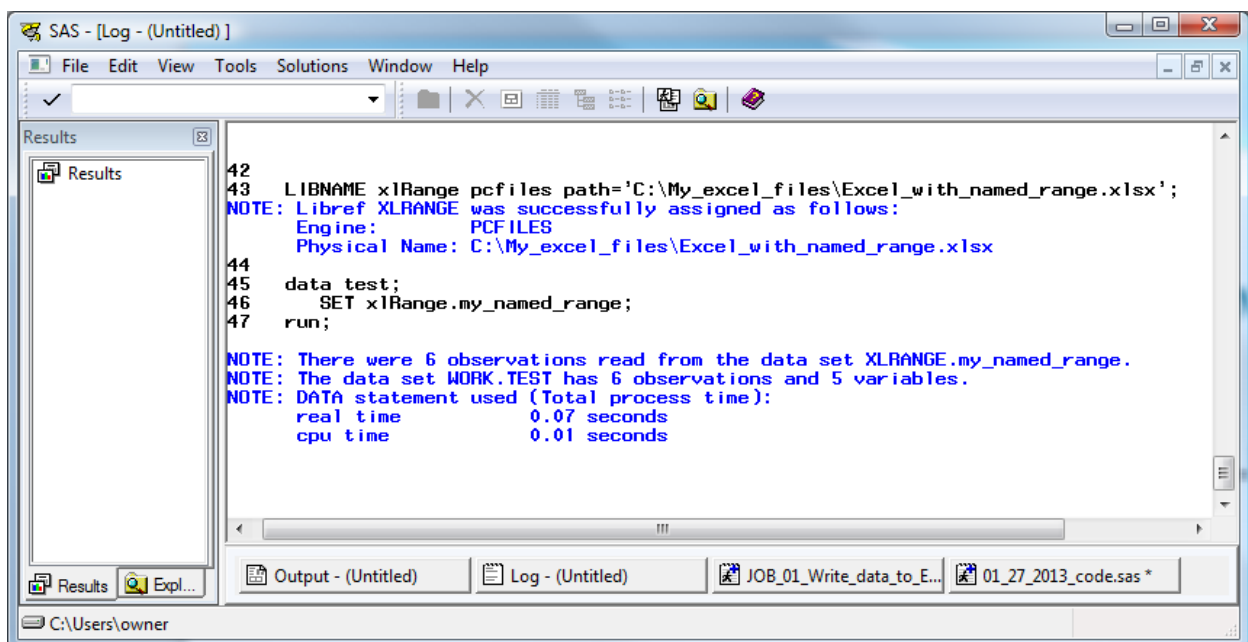 SAS - [Log - (Untitled) ]
File Edit View Tools Solutions Window Help
Results
Results
42
43 LIBNAME xlRange pcfiles path='C:\My_excel_files\Excel_with_named_range.xlsx';
NOTE: Libref XLRANGE was successfully assigned as follows:
Engine: PCFILES
Physical Name: C:\My_excel_files\Excel_with_named_range.xlsx
44
45 data test;
46 SET xlRange.my_named_range;
47 run;
NOTE: There were 6 observations read from the data set XLRANGE.my_named_range.
NOTE: The data set WORK.TEST has 6 observations and 5 variables.
NOTE: DATA statement used (Total process time):
real time 0.07 seconds
cpu time 0.01 seconds
Results Expl...
Output - (Untitled) Log - (Untitled) JOB_01_Write_data_to_E... 01_27_2013_code.sas *
C:\Users\owner